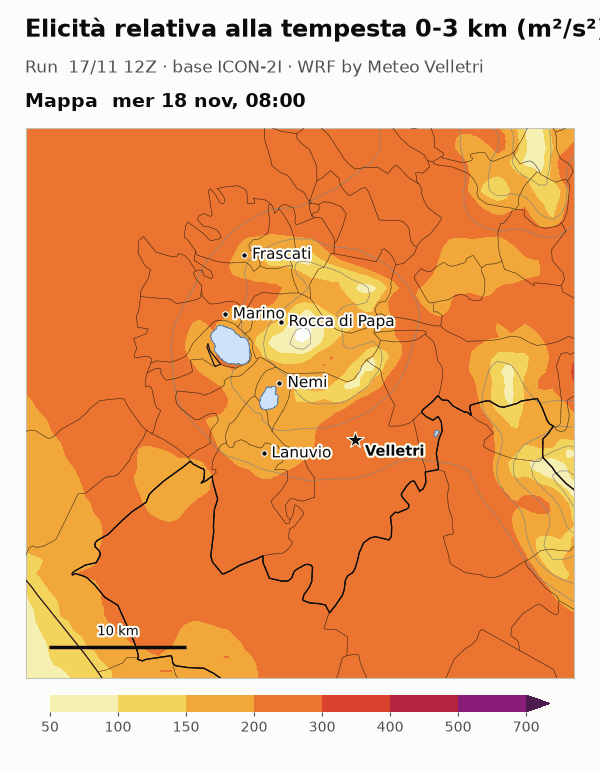 Elicità relativa alla tempesta 0-3 km (m²/s²)
Run  17/11 12Z · base ICON-2I · WRF by Meteo Velletri
Mappa  mer 18 nov, 08:00
Frascati
Marino
Rocca di Papa
Nemi
Velletri
Lanuvio
10 km
50 100 150 200 300 400 500 700